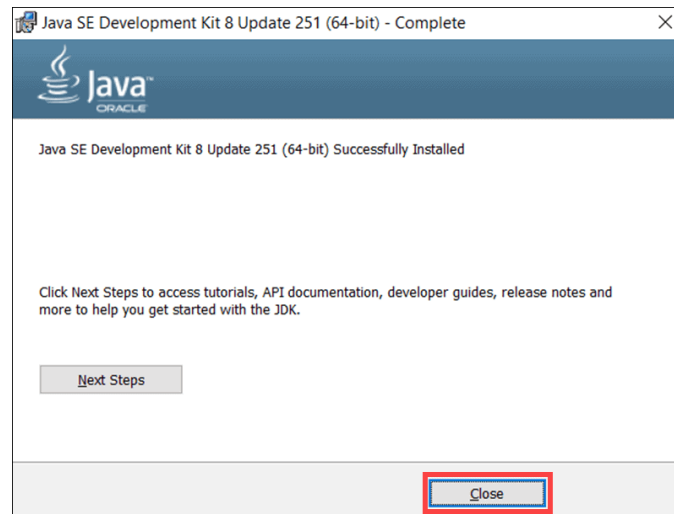 Java SE Development Kit 8 Update 251 (64-bit) - Complete
Java™
ORACLE
Java SE Development Kit 8 Update 251 (64-bit) Successfully Installed
Click Next Steps to access tutorials, API documentation, developer guides, release notes and
more to help you get started with the JDK.
Next Steps
Close